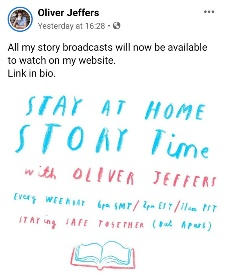 Oliver Jeffers
Yesterday at 16:28 ·
All my story broadcasts will now be available
to watch on my website.
Link in bio.
STAY AT HOME
STORY Time
with OLIVER JEFFERS
Every WEEKDAY 6pm GMT/2pm EST/11am PST
STAYing SAFE TOGETHER (but APART)